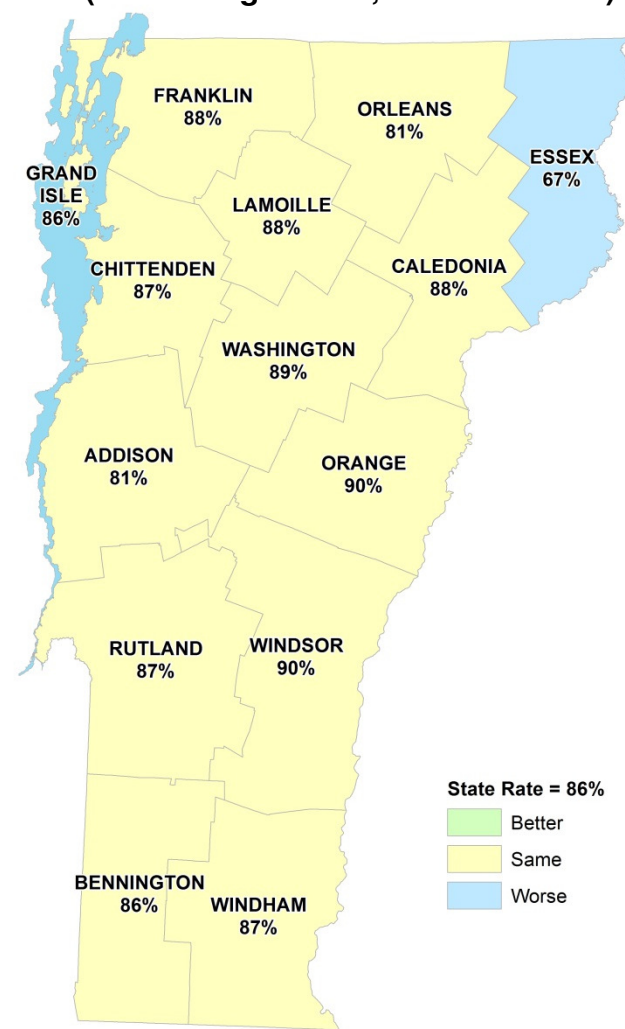 FRANKLIN
88%
ORLEANS
81%
ESSEX
67%
GRAND
ISLE
86%
LAMOILLE
88%
CHITTENDEN
87%
CALEDONIA
88%
WASHINGTON
89%
ADDISON
81%
ORANGE
90%
RUTLAND
87%
WINDSOR
90%
State Rate = 86%
Better
Same
Worse
BENNINGTON
86%
WINDHAM
87%